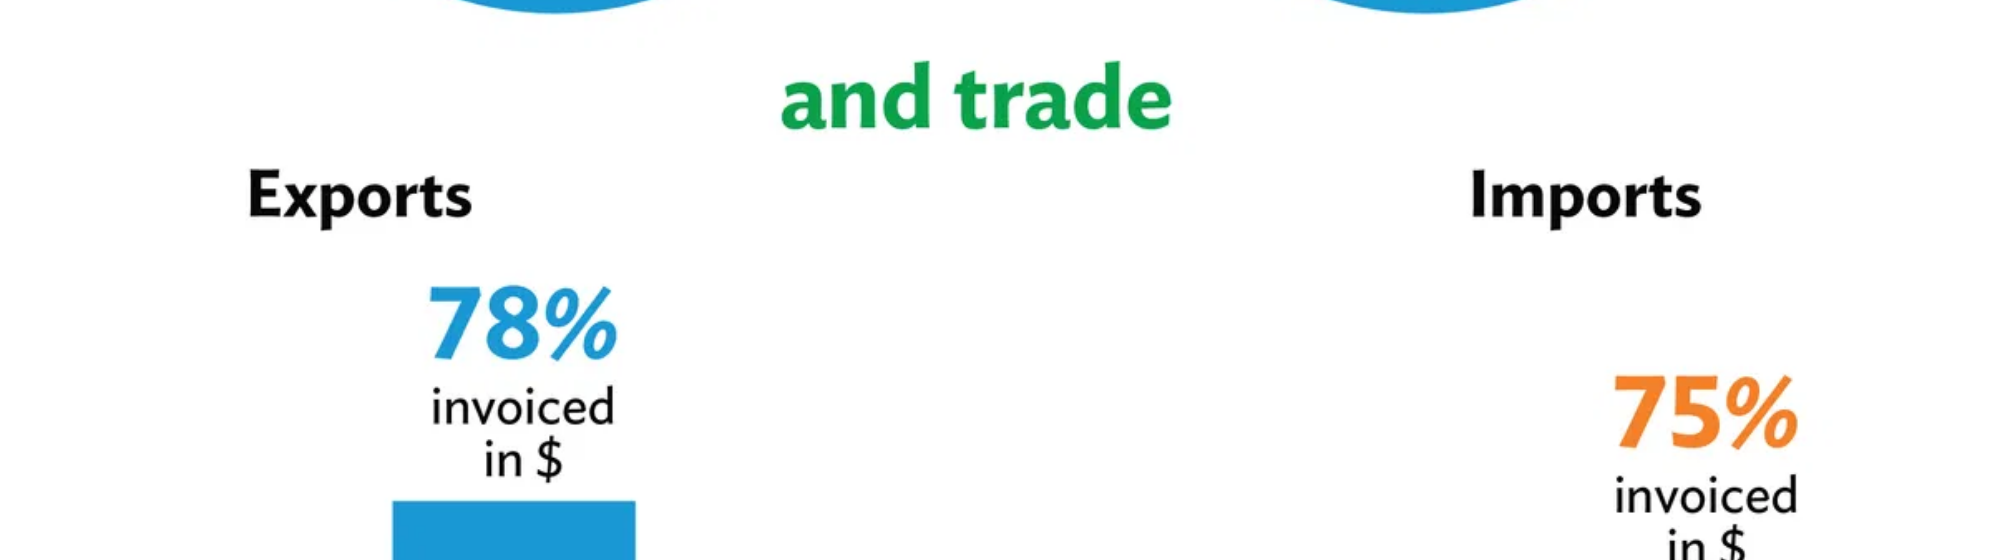 and trade
Exports
Imports
78%
invoiced
in $
75%
invoiced
in $